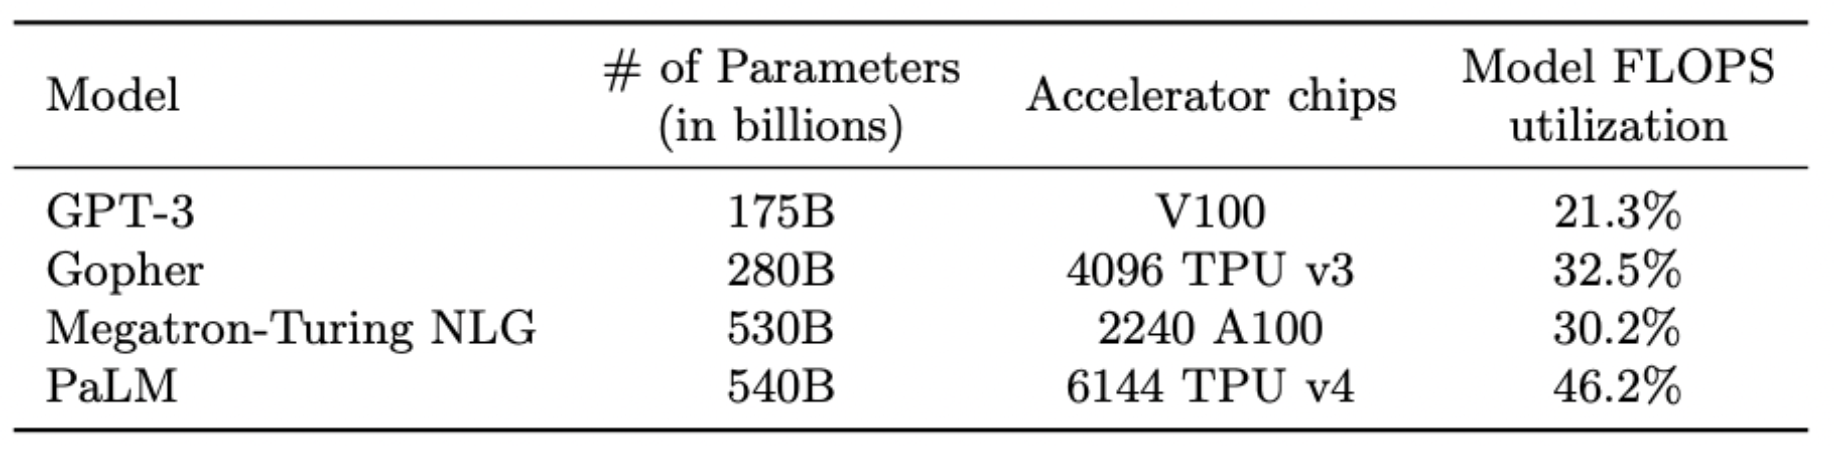 Model # of Parameters (in billions) Accelerator chips Model FLOPS utilization
GPT-3 175B V100 21.3%
Gopher 280B 4096 TPU v3 32.5%
Megatron-Turing NLG 530B 2240 A100 30.2%
PaLM 540B 6144 TPU v4 46.2%